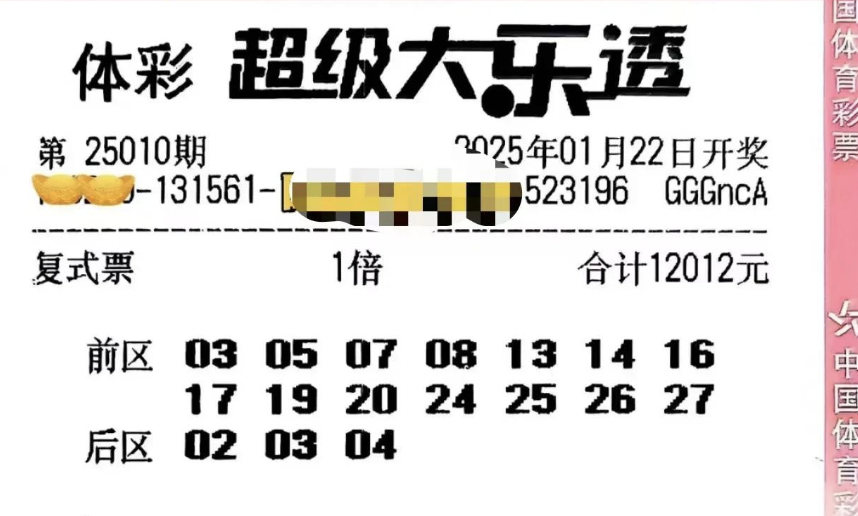 体彩 超级大乐透
第 25010期 2025年01月22日开奖
-131561- 523196 GGGncA
复式票 1倍 合计12012元
前区 03 05 07 08 13 14 16
17 19 20 24 25 26 27
后区 02 03 04
国体育彩票
中国体育彩